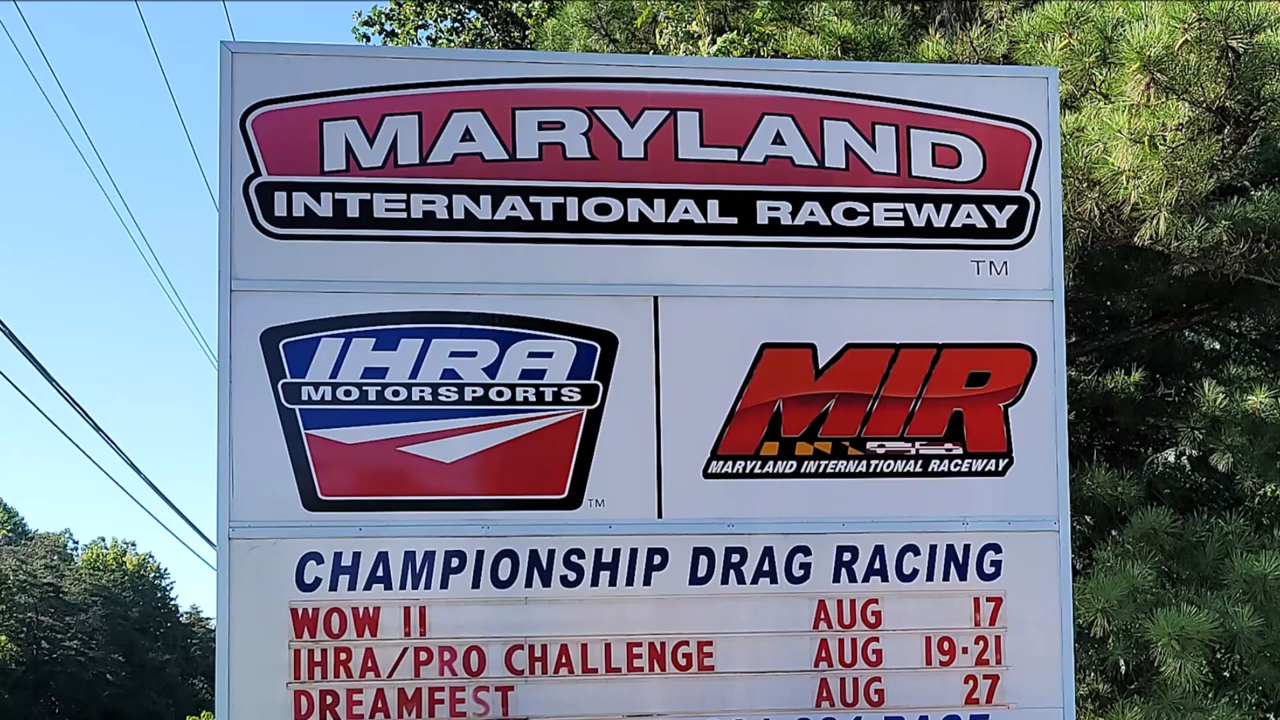 MARYLAND
INTERNATIONAL RACEWAY
TM
IHRA
MOTORSPORTS
TM
MIR
MARYLAND INTERNATIONAL RACEWAY
CHAMPIONSHIP DRAG RACING
WOW II AUG 17
IHRA/PRO CHALLENGE AUG 19-21
DREAMFEST AUG 27
RACE